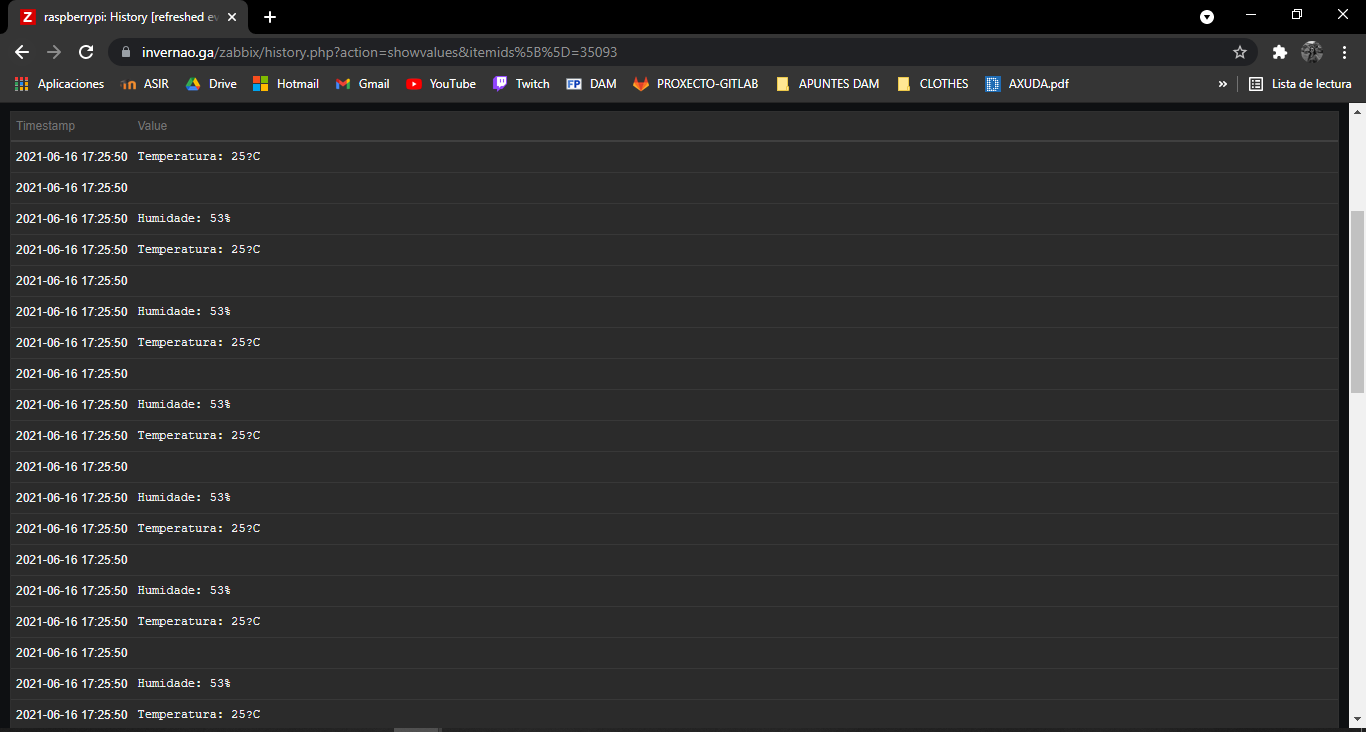 Z raspberrypi: History [refreshed ev
invernao.ga/zabbix/history.php?action=showvalues&itemids%5B%5D=35093
Aplicaciones ASIR Drive Hotmail Gmail YouTube Twitch FP DAM PROXECTO-GITLAB APUNTES DAM CLOTHES AXUDA.pdf » Lista de lectura
Timestamp Value
2021-06-16 17:25:50 Temperatura: 25?C
2021-06-16 17:25:50
2021-06-16 17:25:50 Humidade: 53%
2021-06-16 17:25:50 Temperatura: 25?C
2021-06-16 17:25:50
2021-06-16 17:25:50 Humidade: 53%
2021-06-16 17:25:50 Temperatura: 25?C
2021-06-16 17:25:50
2021-06-16 17:25:50 Humidade: 53%
2021-06-16 17:25:50 Temperatura: 25?C
2021-06-16 17:25:50
2021-06-16 17:25:50 Humidade: 53%
2021-06-16 17:25:50 Temperatura: 25?C
2021-06-16 17:25:50
2021-06-16 17:25:50 Humidade: 53%
2021-06-16 17:25:50 Temperatura: 25?C
2021-06-16 17:25:50
2021-06-16 17:25:50 Humidade: 53%
2021-06-16 17:25:50 Temperatura: 25?C